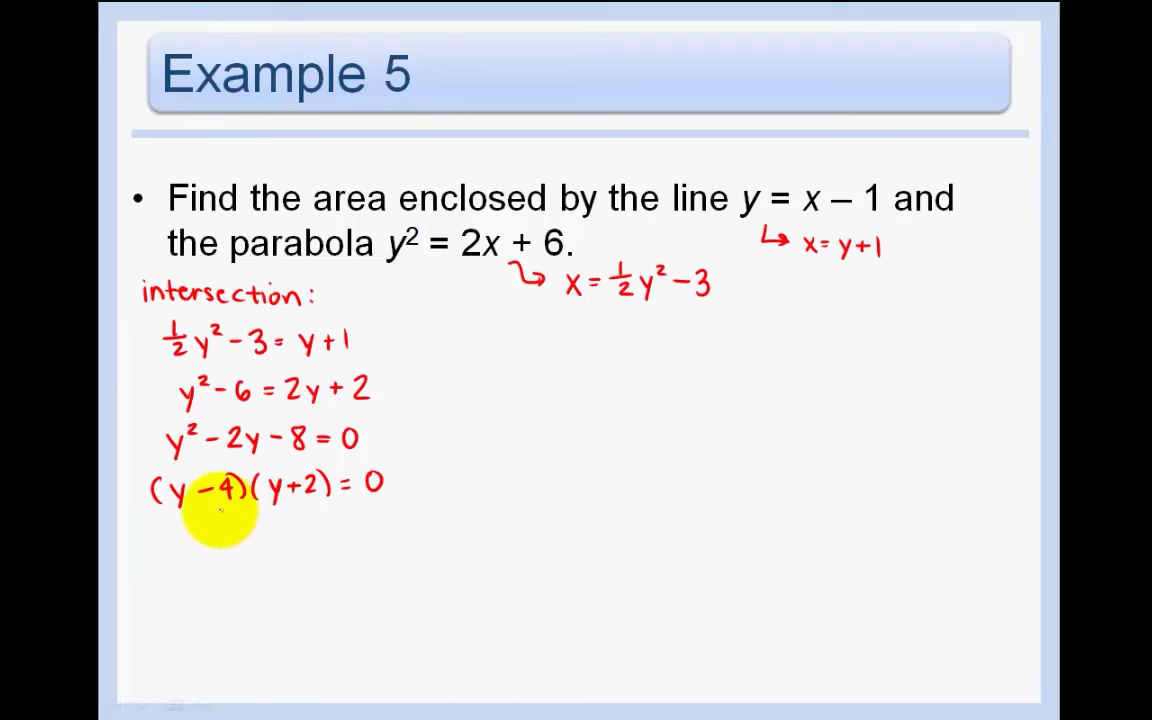 Example 5
• Find the area enclosed by the line y = x – 1 and
the parabola y² = 2x + 6.
↳ x = y + 1
↳ x = ½y² - 3
intersection:
½y² - 3 = y + 1
y² - 6 = 2y + 2
y² - 2y - 8 = 0
(y - 4)(y + 2) = 0